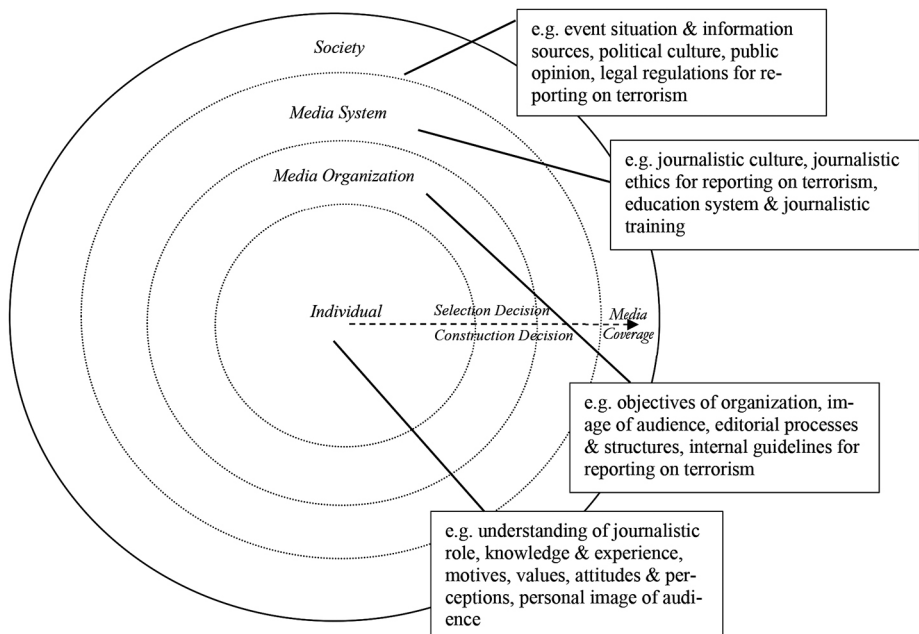 Society
e.g. event situation & information
sources, political culture, public
opinion, legal regulations for re-
porting on terrorism
Media System
e.g. journalistic culture, journalistic
ethics for reporting on terrorism,
education system & journalistic
training
Media Organization
Individual
Selection Decision
Construction Decision
Media
Coverage
e.g. objectives of organization, im-
age of audience, editorial processes
& structures, internal guidelines for
reporting on terrorism
e.g. understanding of journalistic
role, knowledge & experience,
motives, values, attitudes & per-
ceptions, personal image of audi-
ence